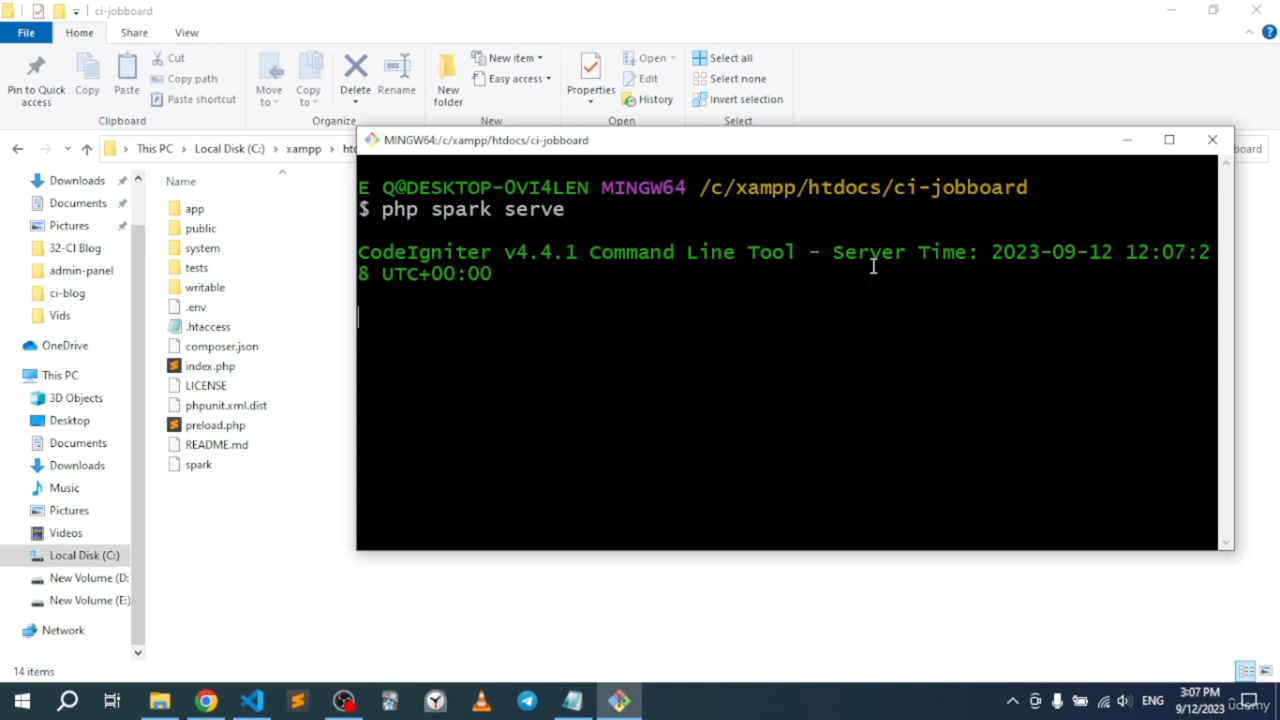 ci-jobboard
File
Home
Share
View
Pin to Quick
access
Copy
Paste
Cut
Copy path
Paste shortcut
Clipboard
Move
to
Copy
to
Delete
Rename
Organize
New
folder
New item
Easy access
New
Properties
Open
Edit
History
Open
Select all
Select none
Invert selection
Select
This PC
Local Disk (C:)
xampp
Downloads
Documents
Pictures
32-CI Blog
admin-panel
ci-blog
Vids
OneDrive
This PC
3D Objects
Desktop
Documents
Downloads
Music
Pictures
Videos
Local Disk (C:)
New Volume (D:
New Volume (E:)
Network
Name
app
public
system
tests
writable
.env
.htaccess
composer.json
index.php
LICENSE
phpunit.xml.dist
preload.php
README.md
spark
MINGW64:/c/xampp/htdocs/ci-jobboard
E Q@DESKTOP-0VI4LEN MINGW64 /c/xampp/htdocs/ci-jobboard
$ php spark serve
CodeIgniter v4.4.1 Command Line Tool - Server Time: 2023-09-12 12:07:2
8 UTC+00:00
14 items
ENG
3:07 PM
9/12/2023
udemy